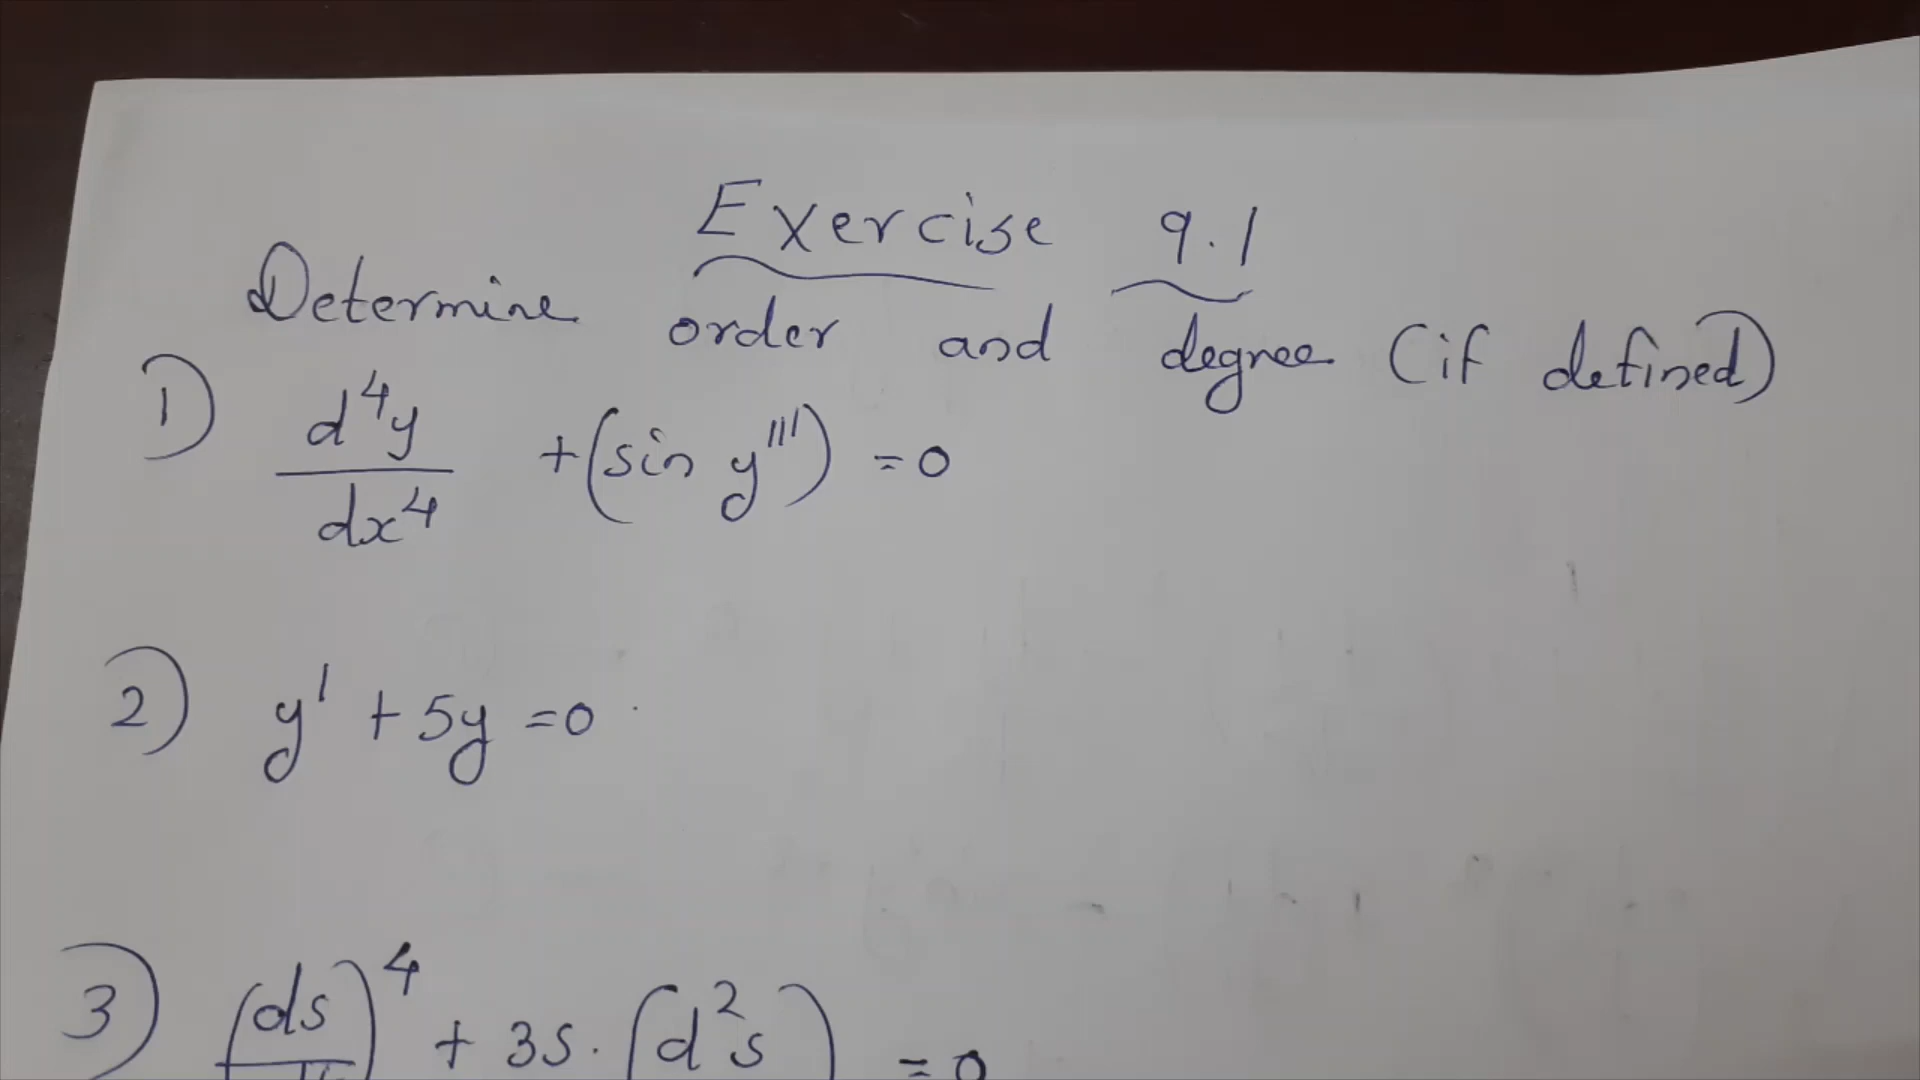 Exercise 9.1
Determine order and degree (if defined)
1) d⁴y/dx⁴ + (sin y''') = 0
2) y' + 5y = 0
3) (ds/)⁴ + 3s. (d²s) = 0